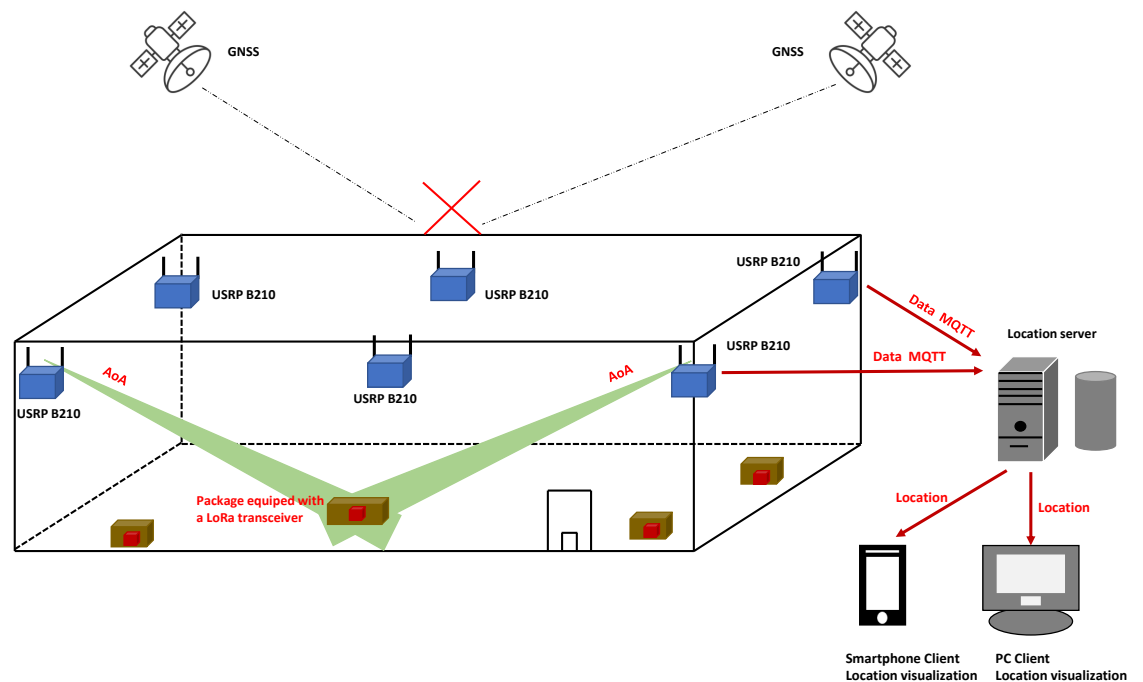 GNSS
GNSS
USRP B210
USRP B210
USRP B210
Data  MQTT
Location server
USRP B210
Data  MQTT
AoA
AoA
USRP B210
USRP B210
Package equiped with
a LoRa transceiver
Location
Location
Smartphone Client
Location visualization
PC Client
Location visualization